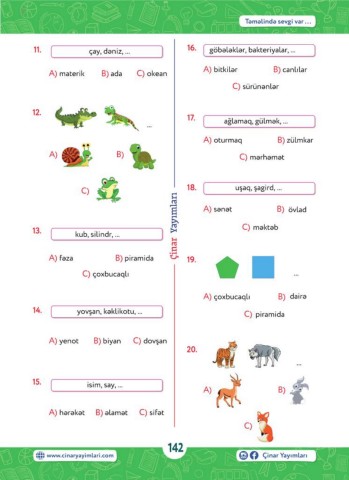 Təməlində sevgi var ...
11.
çay, dəniz, ...
A) materik B) ada C) okean
12.
...
A) B)
C)
13.
kub, silindr, ...
A) fəza B) piramida
C) çoxbucaqlı
14.
yovşan, kəklikotu, ...
A) yenot B) biyan C) dovşan
15.
isim, say, ...
A) hərəkət B) əlamət C) sifət
Çinar Yayımları
16.
göbələklər, bakteriyalar, ...
A) bitkilər B) canlılar
C) sürünənlər
17.
ağlamaq, gülmək, ...
A) oturmaq B) zülmkar
C) mərhəmət
18.
uşaq, şagird, ...
A) sənət B) övlad
C) məktəb
19.
...
A) çoxbucaqlı B) dairə
C) piramida
20.
...
A) B)
C)
www.cinaryayimlari.com
142
Çinar Yayımları